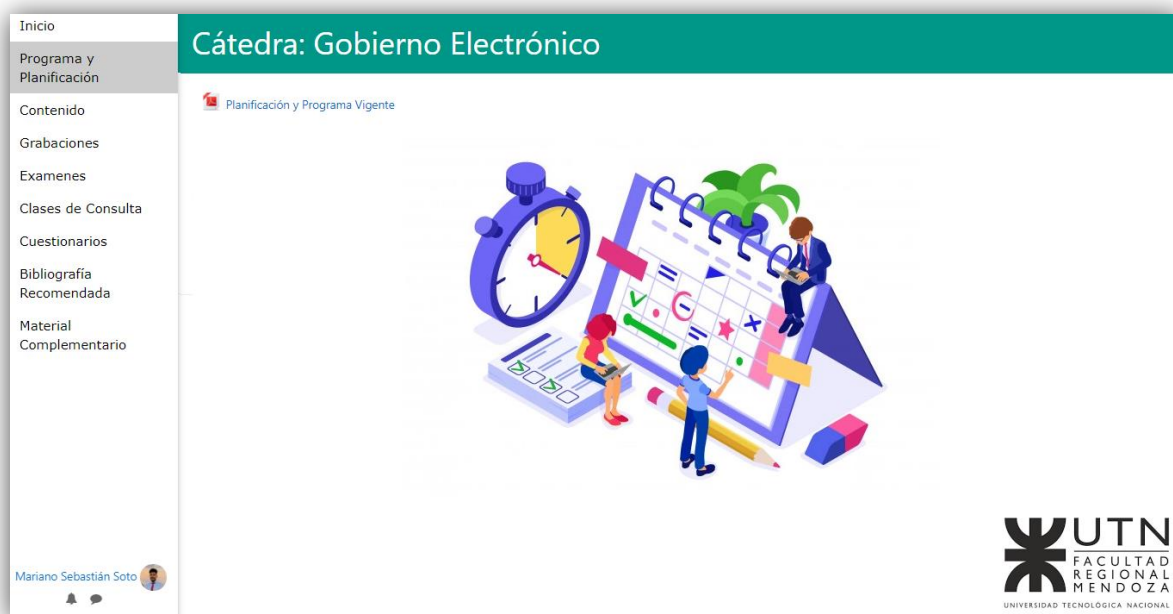 Inicio
Cátedra: Gobierno Electrónico
Programa y
Planificación
Planificación y Programa Vigente
Contenido
Grabaciones
Examenes
Clases de Consulta
Cuestionarios
Bibliografía
Recomendada
Material
Complementario
Mariano Sebastián Soto
UTN
FACULTAD
REGIONAL
MENDOZA
UNIVERSIDAD TECNOLÓGICA NACIONAL